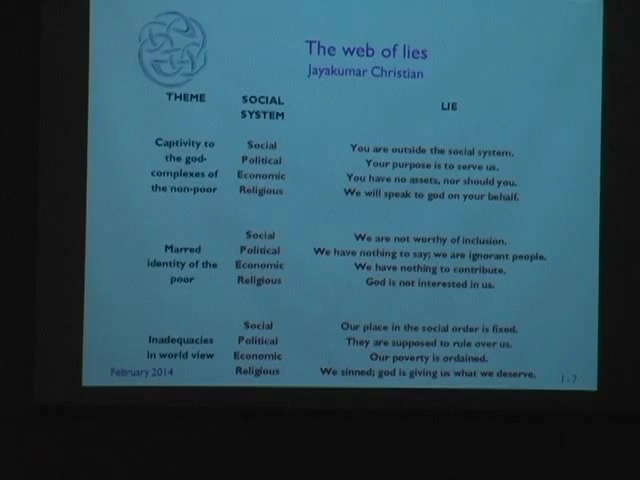 The web of lies
Jayakumar Christian
THEME
SOCIAL
SYSTEM
LIE
Captivity to
the god-
complexes of
the non-poor
Social
Political
Economic
Religious
You are outside the social system.
Your purpose is to serve us.
You have no assets, nor should you.
We will speak to god on your behalf.
Marred
identity of the
poor
Social
Political
Economic
Religious
We are not worthy of inclusion.
We have nothing to say; we are ignorant people.
We have nothing to contribute.
God is not interested in us.
Inadequacies
in world view
Social
Political
Economic
Religious
Our place in the social order is fixed.
They are supposed to rule over us.
Our poverty is ordained.
We sinned; god is giving us what we deserve.
February 2014
1 - 7